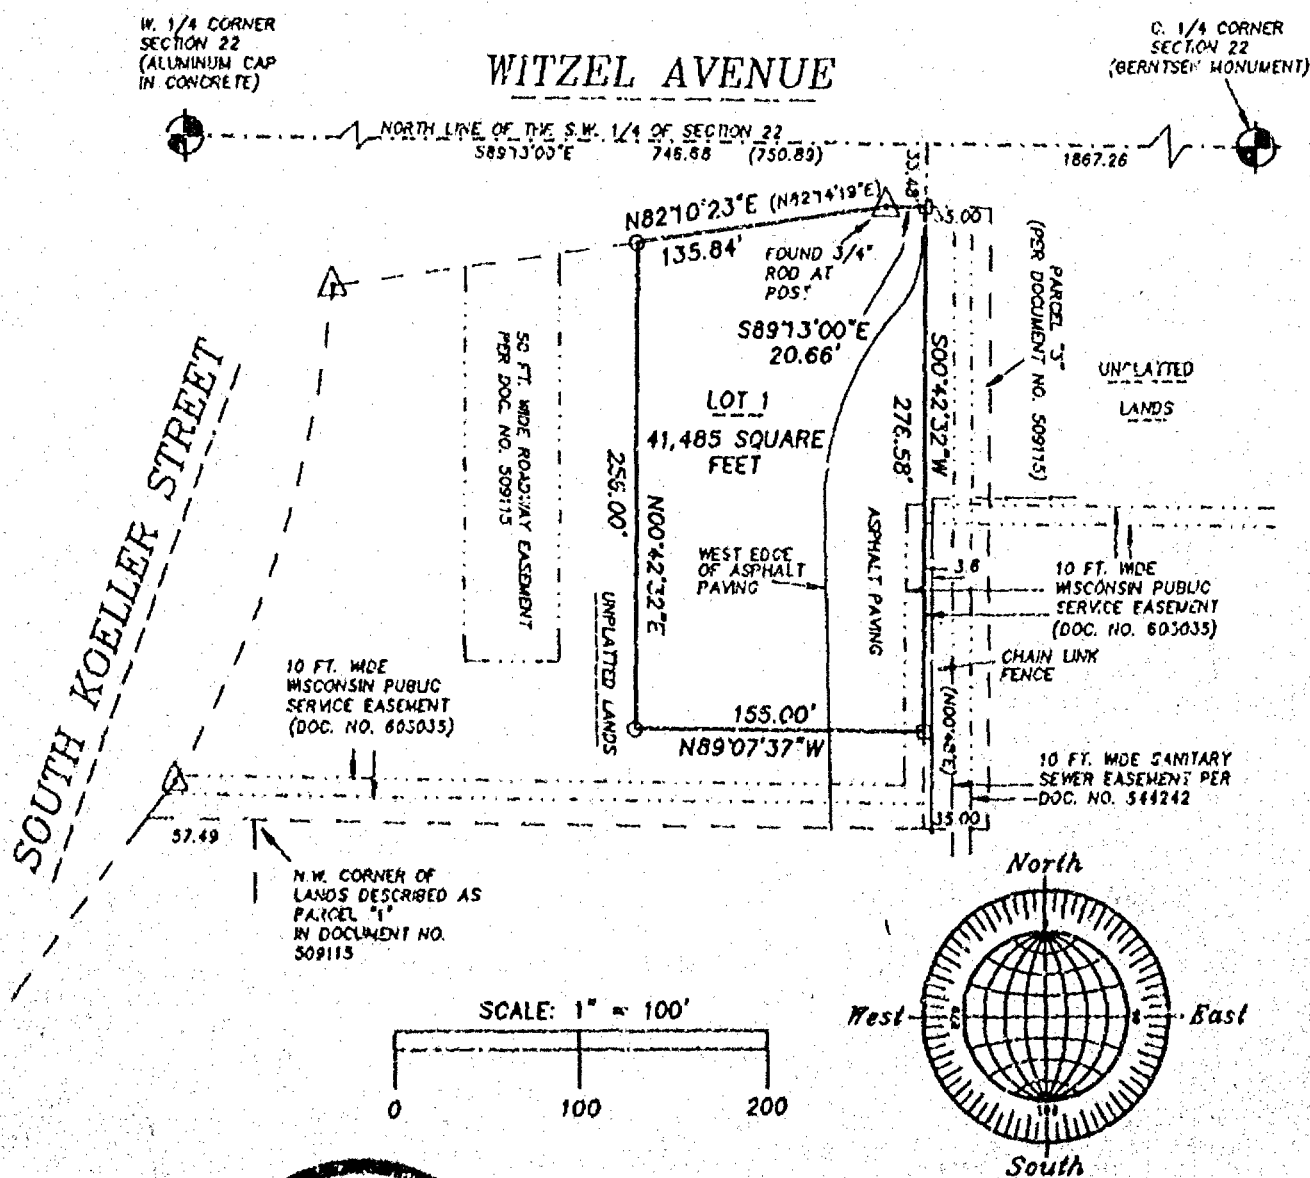 W. 1/4 CORNER
SECTION 22
(ALUMINUM CAP
IN CONCRETE)
WITZEL AVENUE
C. 1/4 CORNER
SECTION 22
(BERNTSEN MONUMENT)
NORTH LINE OF THE S.W. 1/4 OF SECTION 22
S89°13'00"E 746.68 (750.89)
1867.26
33.48
N82°10'23"E (N82°14'19"E)
135.84'
FOUND 3/4"
ROD AT
POST
35.00
S89°13'00"E
20.66'
PARCEL "3"
(PER DOCUMENT NO. 509115)
UNPLATTED
LANDS
50 FT. WIDE ROADWAY EASEMENT
PER DOC. NO. 509115
LOT 1
41,485 SQUARE
FEET
S00°42'32"W
276.58'
256.00'
N00°42'32"E
UNPLATTED LANDS
WEST EDGE
OF ASPHALT
PAVING
ASPHALT PAVING
3.6
10 FT. WIDE
WISCONSIN PUBLIC
SERVICE EASEMENT
(DOC. NO. 605035)
CHAIN LINK
FENCE
(N00°48'E)
SOUTH KOELLER STREET
10 FT. WIDE
WISCONSIN PUBLIC
SERVICE EASEMENT
(DOC. NO. 605035)
155.00'
N89°07'37"W
10 FT. WIDE SANITARY
SEWER EASEMENT PER
DOC. NO. 544242
57.49
35.00
N.W. CORNER OF
LANDS DESCRIBED AS
PARCEL "1"
IN DOCUMENT NO.
509115
SCALE: 1" = 100'
0 100 200
North
West
East
South